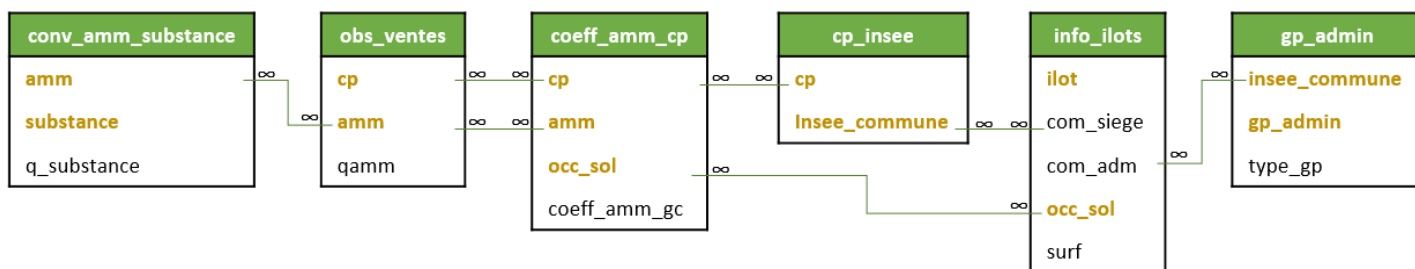 conv_amm_substance
amm
substance
q_substance
obs_ventes
cp
amm
qamm
coeff_amm_cp
cp
amm
occ_sol
coeff_amm_gc
cp_insee
cp
Insee_commune
info_ilots
ilot
com_siege
com_adm
occ_sol
surf
gp_admin
insee_commune
gp_admin
type_gp
∞ ∞
∞ ∞
∞ ∞
∞ ∞
∞ ∞
∞ ∞
∞ ∞